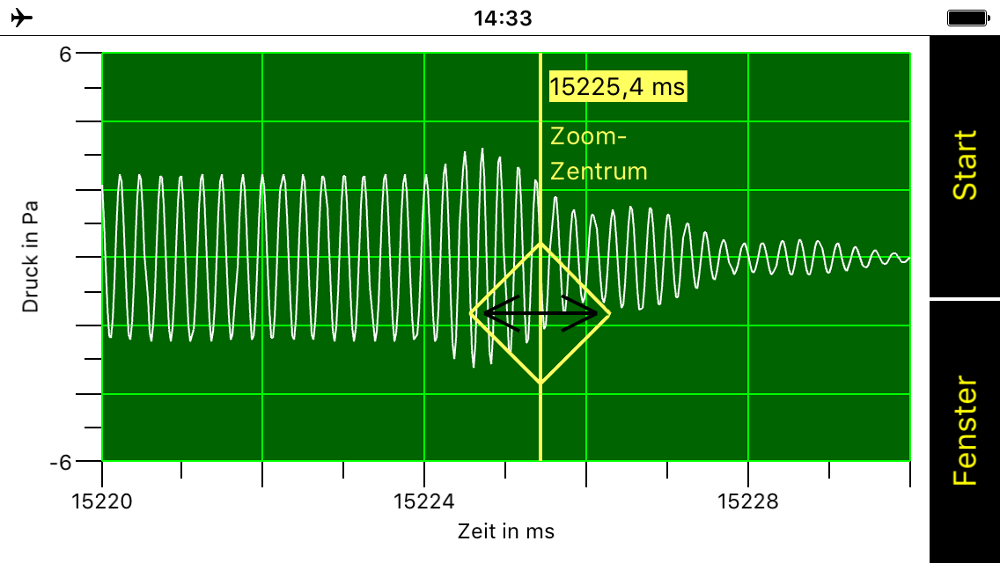 14:33
6
15225,4 ms
Zoom-
Zentrum
Druck in Pa
-6
15220
15224
15228
Zeit in ms
Start
Fenster